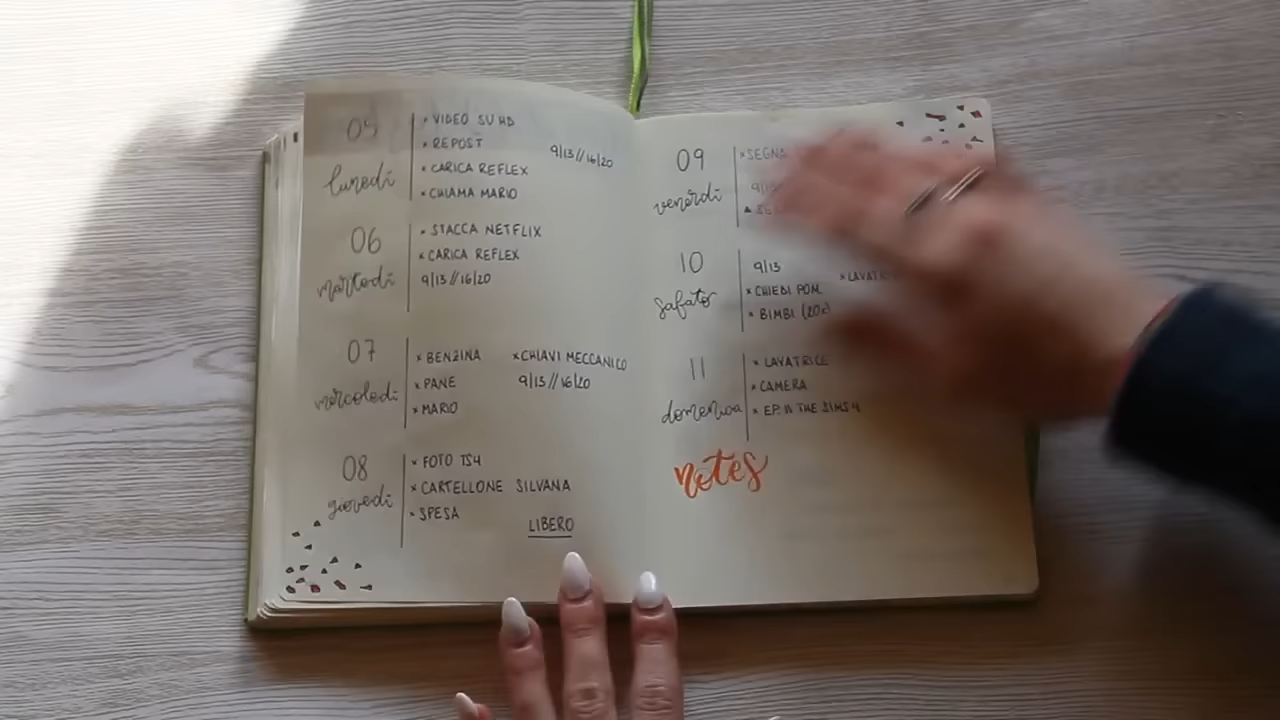 05
lunedì
× VIDEO SU HD
× REPOST
9/13//16/20
× CARICA REFLEX
× CHIAMA MARIO
06
martedì
× STACCA NETFLIX
× CARICA REFLEX
9/13//16/20
07
mercoledì
× BENZINA
× CHIAVI MECCANICO
× PANE
9/13//16/20
× MARIO
08
giovedì
× FOTO TS4
× CARTELLONE SILVANA
× SPESA
LIBERO
09
venerdì
10
sabato
9/13
× CHIEDI POM.
× BIMBI
11
domenica
× LAVATRICE
× CAMERA
× EP. 11 THE SIMS 4
notes